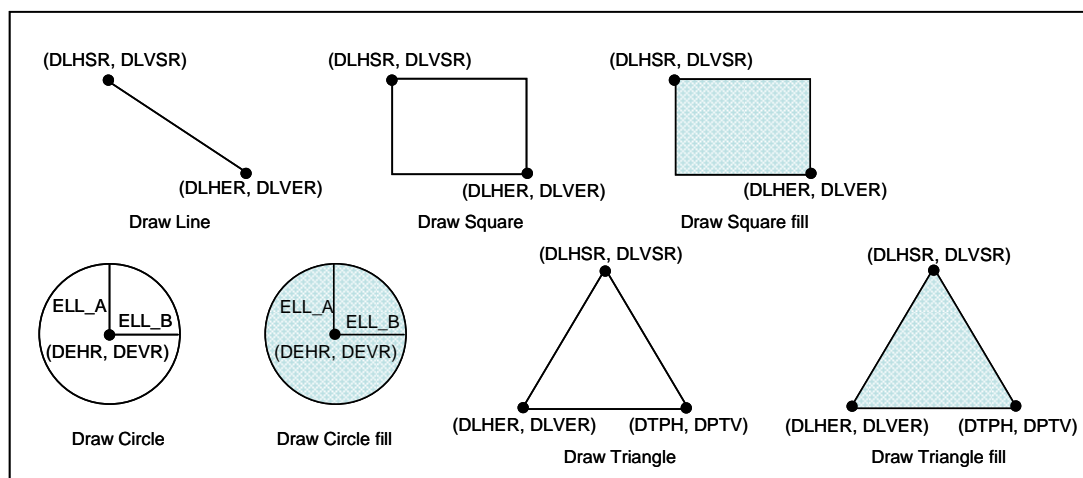 (DLHSR, DLVSR)
(DLHER, DLVER)
Draw Line
(DLHSR, DLVSR)
(DLHER, DLVER)
Draw Square
(DLHSR, DLVSR)
(DLHER, DLVER)
Draw Square fill
ELL_A
ELL_B
(DEHR, DEVR)
Draw Circle
ELL_A
ELL_B
(DEHR, DEVR)
Draw Circle fill
(DLHSR, DLVSR)
(DLHER, DLVER)
(DTPH, DPTV)
Draw Triangle
(DLHSR, DLVSR)
(DLHER, DLVER)
(DTPH, DPTV)
Draw Triangle fill